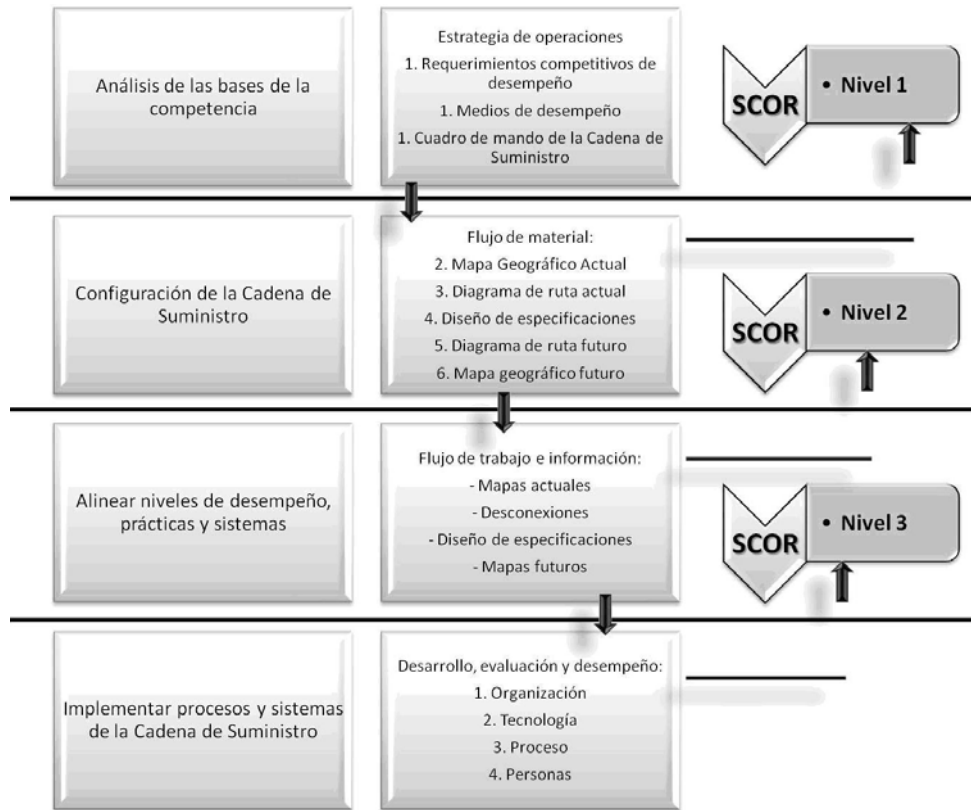 Análisis de las bases de la
competencia
Estrategia de operaciones
1. Requerimientos competitivos de
desempeño
1. Medios de desempeño
1. Cuadro de mando de la Cadena de
Suministro
SCOR
• Nivel 1
Configuración de la Cadena de
Suministro
Flujo de material:
2. Mapa Geográfico Actual
3. Diagrama de ruta actual
4. Diseño de especificaciones
5. Diagrama de ruta futuro
6. Mapa geográfico futuro
SCOR
• Nivel 2
Alinear niveles de desempeño,
prácticas y sistemas
Flujo de trabajo e información:
- Mapas actuales
- Desconexiones
- Diseño de especificaciones
- Mapas futuros
SCOR
• Nivel 3
Implementar procesos y sistemas
de la Cadena de Suministro
Desarrollo, evaluación y desempeño:
1. Organización
2. Tecnología
3. Proceso
4. Personas